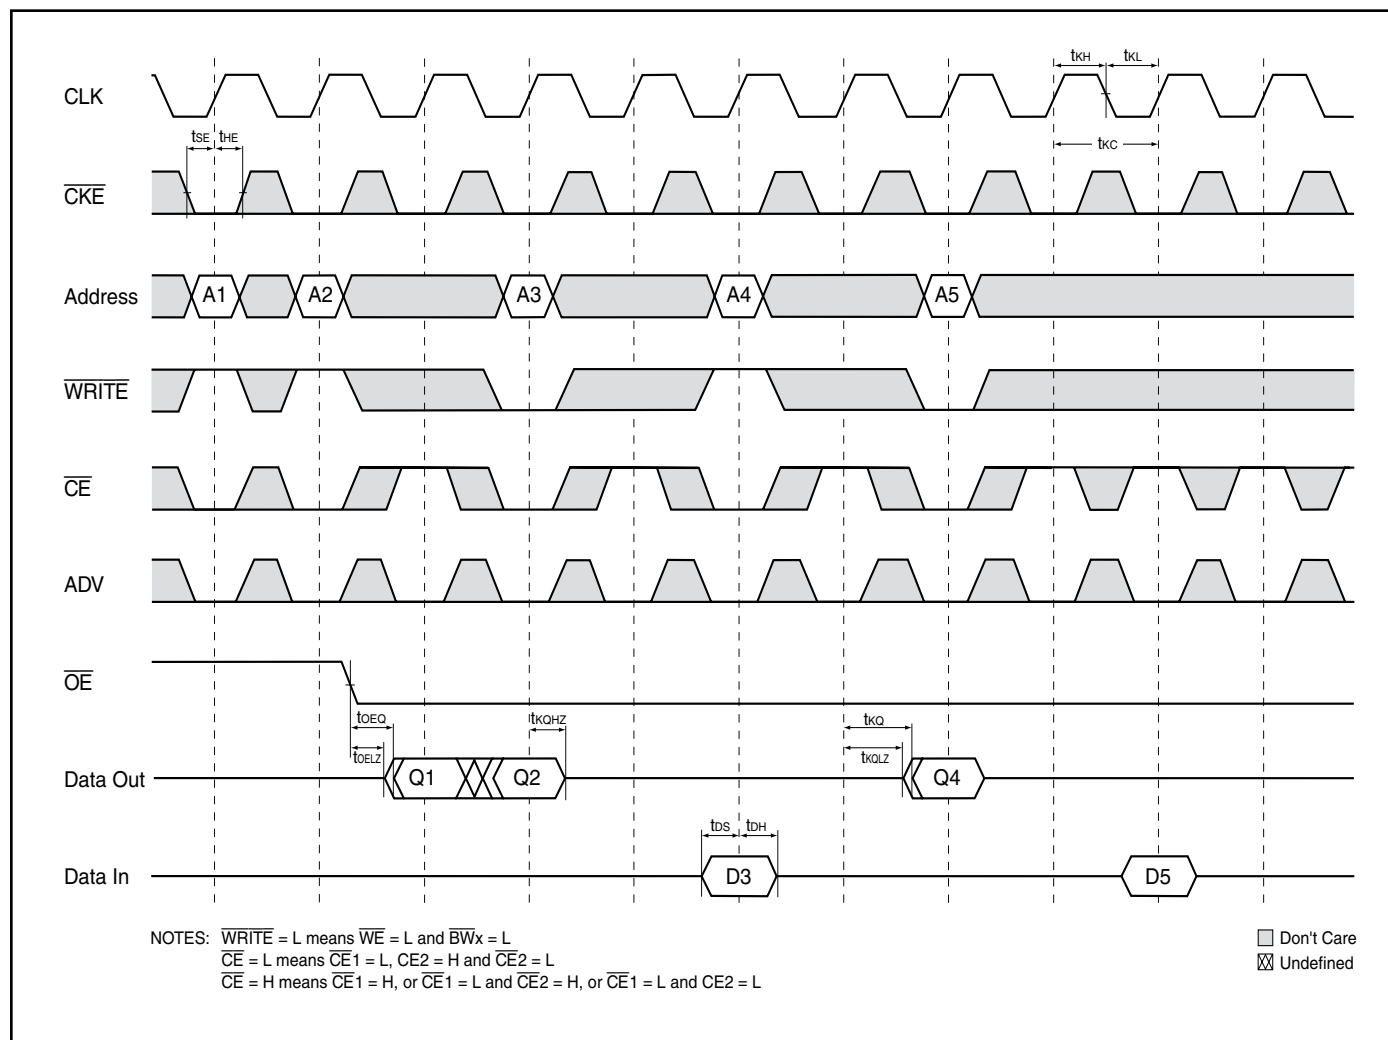 tKH tKL
CLK
tSE tHE
tKC
CKE
Address A1 A2 A3 A4 A5
WRITE
CE
ADV
OE
tOEQ tKQHZ tKQ
tOELZ tKQLZ
Data Out Q1 Q2 Q4
tDS tDH
Data In D3 D5
NOTES: WRITE = L means WE = L and BWx = L
CE = L means CE1 = L, CE2 = H and CE2 = L
CE = H means CE1 = H, or CE1 = L and CE2 = H, or CE1 = L and CE2 = L
Don't Care
Undefined